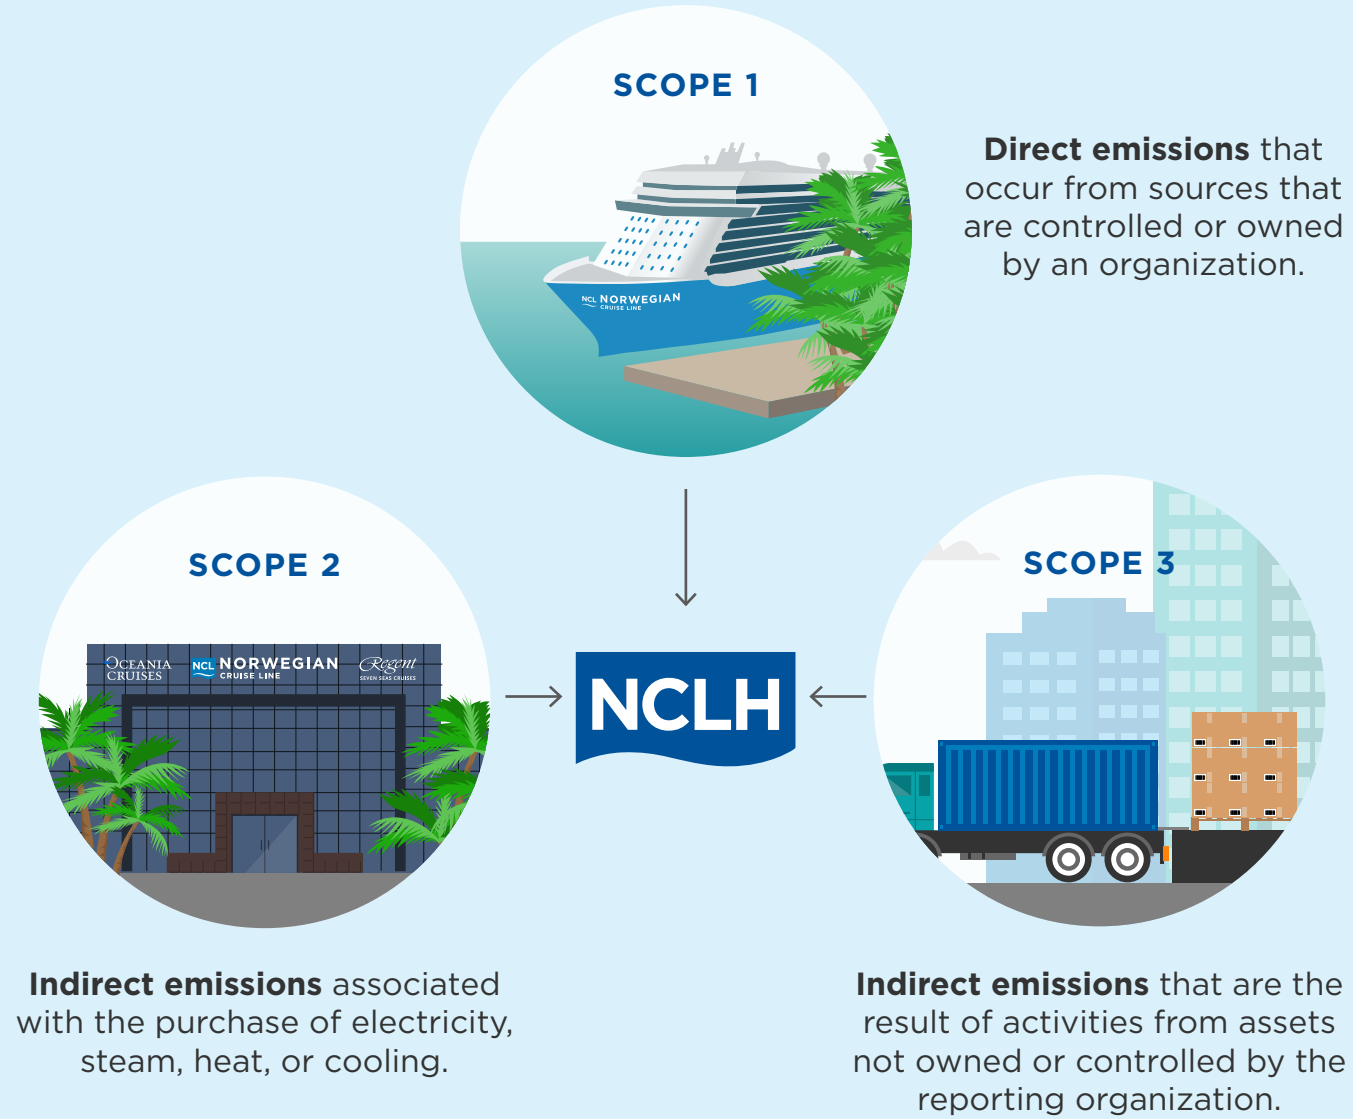 SCOPE 1
NCL NORWEGIAN
CRUISE LINE
Direct emissions that
occur from sources that
are controlled or owned
by an organization.
SCOPE 2
OCEANIA
CRUISES
NCL NORWEGIAN
CRUISE LINE
Regent
SEVEN SEAS CRUISES
Indirect emissions associated
with the purchase of electricity,
steam, heat, or cooling.
NCLH
SCOPE 3
Indirect emissions that are the
result of activities from assets
not owned or controlled by the
reporting organization.